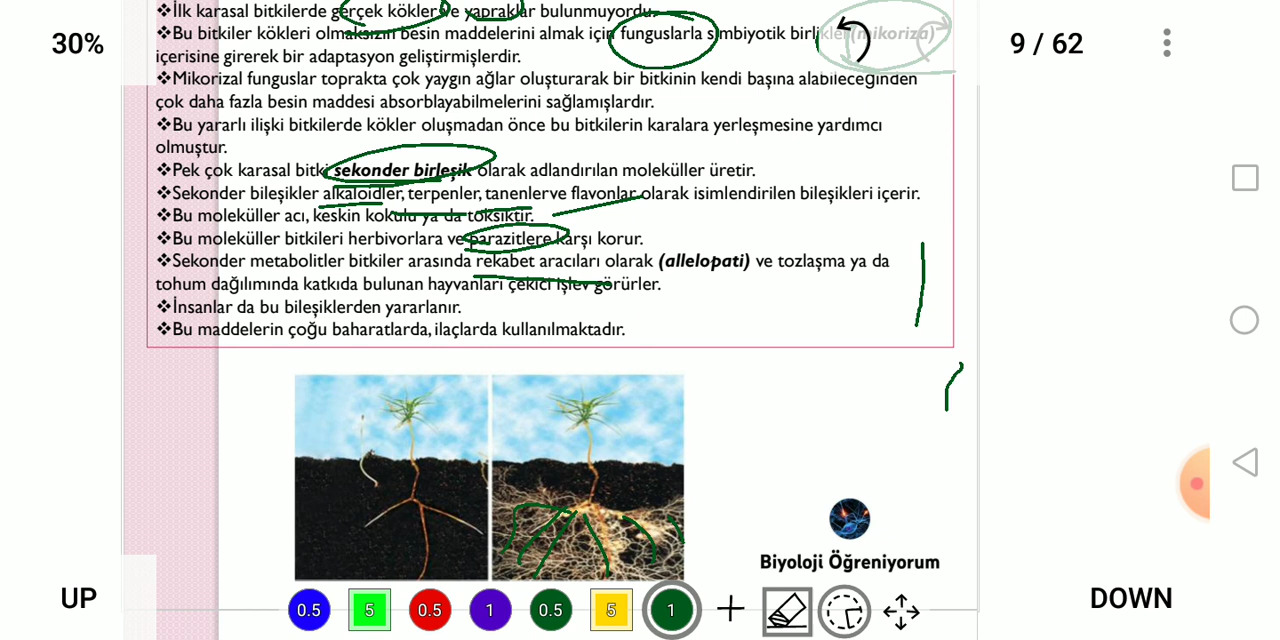 30%
9 / 62
❖İlk karasal bitkilerde gerçek kökler ve yapraklar bulunmuyordu.
❖Bu bitkiler kökleri olmaksızın besin maddelerini almak için funguslarla simbiyotik birlikler(mikoriza)
içerisine girerek bir adaptasyon geliştirmişlerdir.
❖Mikorizal funguslar toprakta çok yaygın ağlar oluşturarak bir bitkinin kendi başına alabileceğinden
çok daha fazla besin maddesi absorblayabilmelerini sağlamışlardır.
❖Bu yararlı ilişki bitkilerde kökler oluşmadan önce bu bitkilerin karalara yerleşmesine yardımcı
olmuştur.
❖Pek çok karasal bitki sekonder birleşik olarak adlandırılan moleküller üretir.
❖Sekonder bileşikler alkaloidler, terpenler, tanenlerve flavonlar olarak isimlendirilen bileşikleri içerir.
❖Bu moleküller acı, keskin kokulu ya da toksiktir.
❖Bu moleküller bitkileri herbivorlara ve parazitlere karşı korur.
❖Sekonder metabolitler bitkiler arasında rekabet aracıları olarak (allelopati) ve tozlaşma ya da
tohum dağılımında katkıda bulunan hayvanları çekici işlev görürler.
❖İnsanlar da bu bileşiklerden yararlanır.
❖Bu maddelerin çoğu baharatlarda, ilaçlarda kullanılmaktadır.
Biyoloji Öğreniyorum
UP
0.5 5 0.5 1 0.5 5 1
DOWN